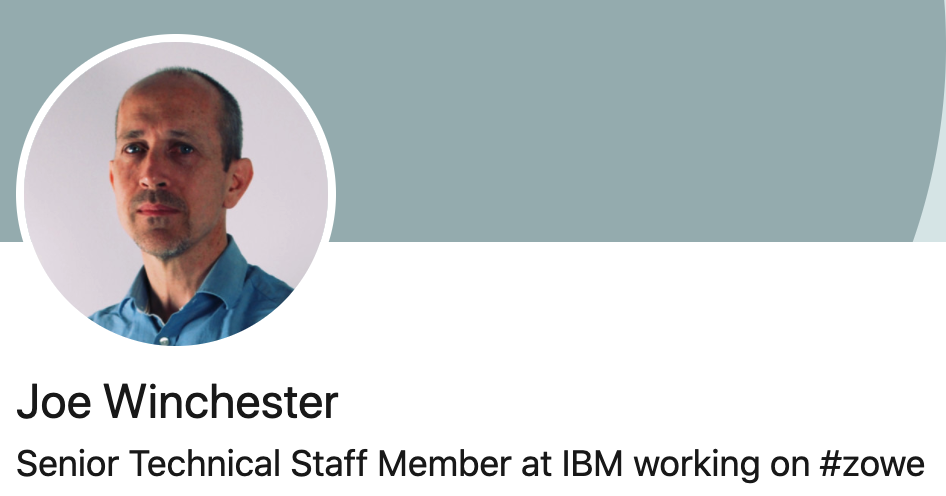 Joe Winchester
Senior Technical Staff Member at IBM working on #zowe